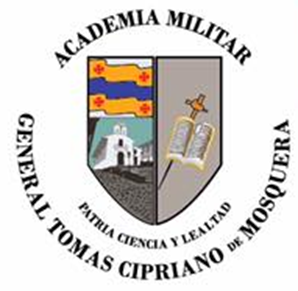 ACADEMIA MILITAR
GENERAL TOMAS CIPRIANO DE MOSQUERA
PATRIA CIENCIA Y LEALTAD